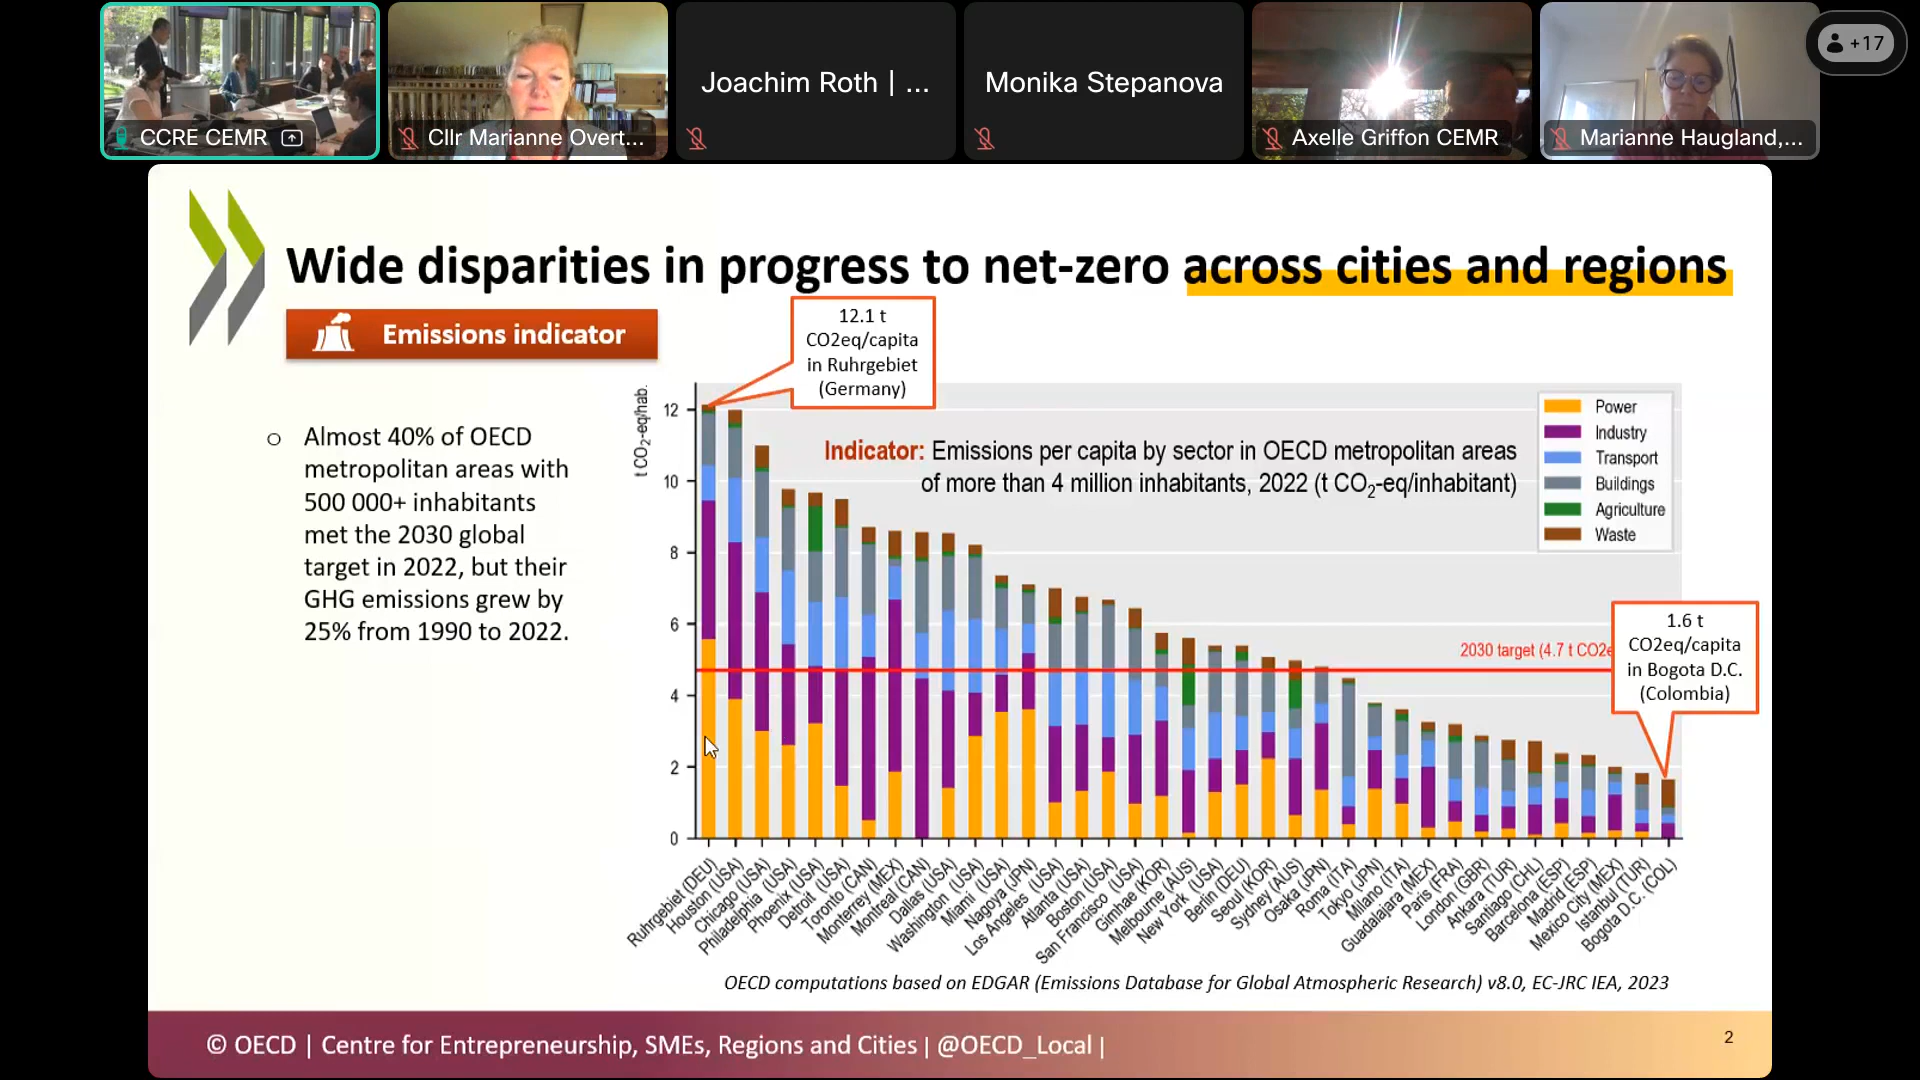 CCRE CEMR
Cllr Marianne Overt...
Joachim Roth | ...
Monika Stepanova
Axelle Griffon CEMR
Marianne Haugland,...
+17
Wide disparities in progress to net-zero across cities and regions
Emissions indicator
12.1 t
CO2eq/capita
in Ruhrgebiet
(Germany)
Almost 40% of OECD
metropolitan areas with
500 000+ inhabitants
met the 2030 global
target in 2022, but their
GHG emissions grew by
25% from 1990 to 2022.
t CO2-eq/hab.
12
10
8
6
4
2
0
Indicator: Emissions per capita by sector in OECD metropolitan areas
of more than 4 million inhabitants, 2022 (t CO2-eq/inhabitant)
Power
Industry
Transport
Buildings
Agriculture
Waste
2030 target (4.7 t CO2e
1.6 t
CO2eq/capita
in Bogota D.C.
(Colombia)
Ruhrgebiet (DEU)
Houston (USA)
Chicago (USA)
Philadelphia (USA)
Phoenix (USA)
Detroit (USA)
Toronto (CAN)
Monterrey (MEX)
Montreal (CAN)
Dallas (USA)
Washington (USA)
Miami (USA)
Nagoya (JPN)
Los Angeles (USA)
Atlanta (USA)
Boston (USA)
San Francisco (USA)
Gimhae (KOR)
Melbourne (AUS)
New York (USA)
Berlin (DEU)
Seoul (KOR)
Sydney (AUS)
Osaka (JPN)
Roma (ITA)
Tokyo (JPN)
Milano (ITA)
Guadalajara (MEX)
Paris (FRA)
London (GBR)
Ankara (TUR)
Santiago (CHL)
Barcelona (ESP)
Madrid (ESP)
Mexico City (MEX)
Istanbul (TUR)
Bogota D.C. (COL)
OECD computations based on EDGAR (Emissions Database for Global Atmospheric Research) v8.0, EC-JRC IEA, 2023
© OECD | Centre for Entrepreneurship, SMEs, Regions and Cities | @OECD_Local |
2